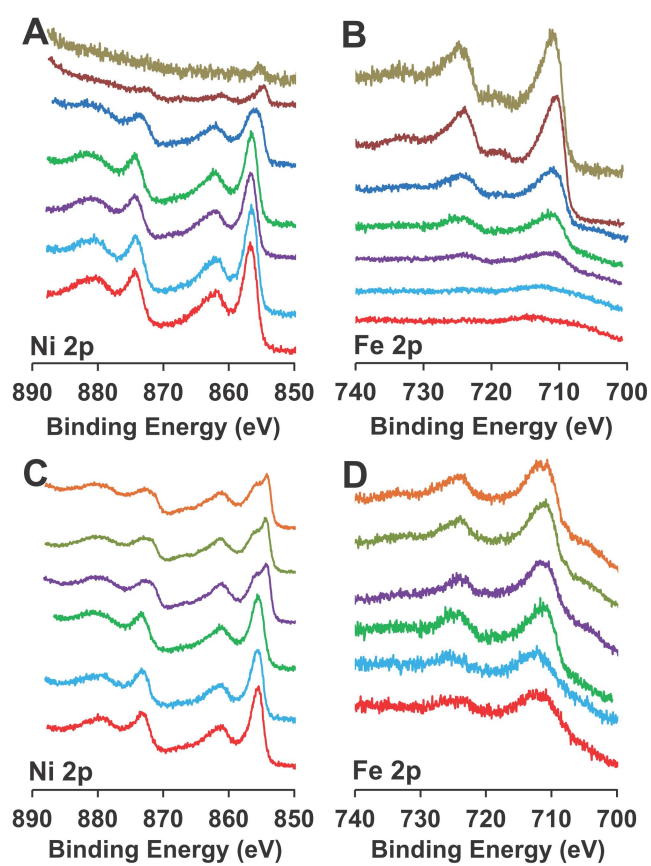 A
Ni 2p
890 880 870 860 850
Binding Energy (eV)
B
Fe 2p
740 730 720 710 700
Binding Energy (eV)
C
Ni 2p
890 880 870 860 850
Binding Energy (eV)
D
Fe 2p
740 730 720 710 700
Binding Energy (eV)